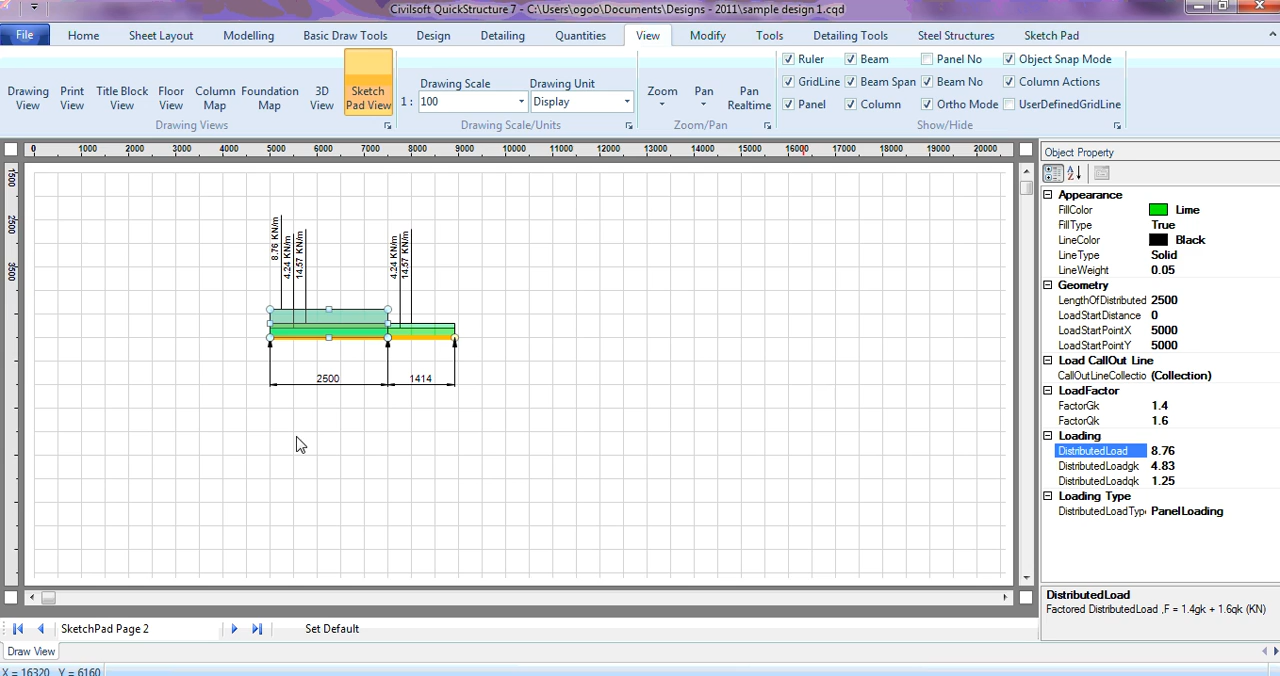 Civilsoft QuickStructure 7 - C:\Users\ogoo\Documents\Designs - 2011\sample design 1.cqd
File Home Sheet Layout Modelling Basic Draw Tools Design Detailing Quantities View Modify Tools Detailing Tools Steel Structures Sketch Pad
Drawing View
Print View
Title Block View
Floor View
Column Map
Foundation Map
3D View
Sketch Pad View
Drawing Views
Drawing Scale
1 : 100
Drawing Unit
Display
Drawing Scale/Units
Zoom
Pan
Pan Realtime
Zoom/Pan
Ruler Beam Panel No Object Snap Mode
GridLine Beam Span Beam No Column Actions
Panel Column Ortho Mode UserDefinedGridLine
Show/Hide
0 1000 2000 3000 4000 5000 6000 7000 8000 9000 10000 11000 12000 13000 14000 15000 16000 17000 18000 19000 20000
1500
2500
3500
8.76 KN/m
4.24 KN/m
14.57 KN/m
4.24 KN/m
14.57 KN/m
2500 1414
Object Property
Appearance
FillColor Lime
FillType True
LineColor Black
LineType Solid
LineWeight 0.05
Geometry
LengthOfDistributed 2500
LoadStartDistance 0
LoadStartPointX 5000
LoadStartPointY 5000
Load CallOut Line
CallOutLineCollectio (Collection)
LoadFactor
FactorGk 1.4
FactorQk 1.6
Loading
DistributedLoad 8.76
DistributedLoadgk 4.83
DistributedLoadqk 1.25
Loading Type
DistributedLoadType PanelLoading
DistributedLoad
Factored DistributedLoad .F = 1.4gk + 1.6qk (KN)
SketchPad Page 2 Set Default
Draw View
X = 16320 Y = 6160